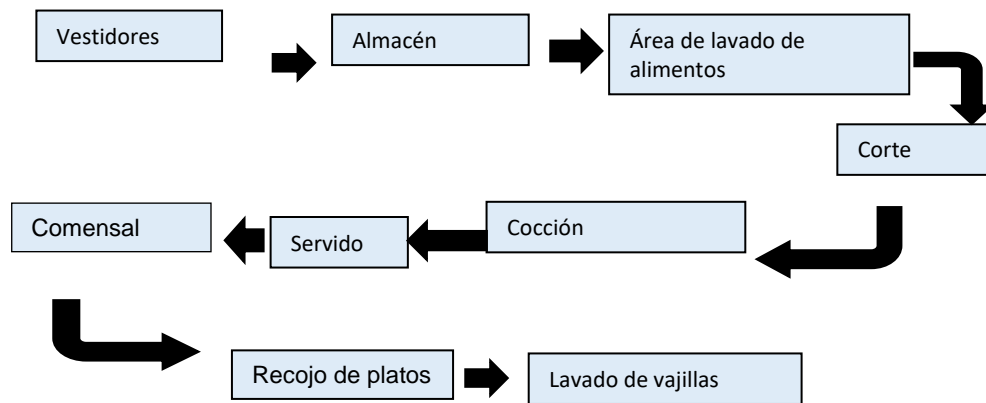 Vestidores
Almacén
Área de lavado de
alimentos
Corte
Cocción
Servido
Comensal
Recojo de platos
Lavado de vajillas